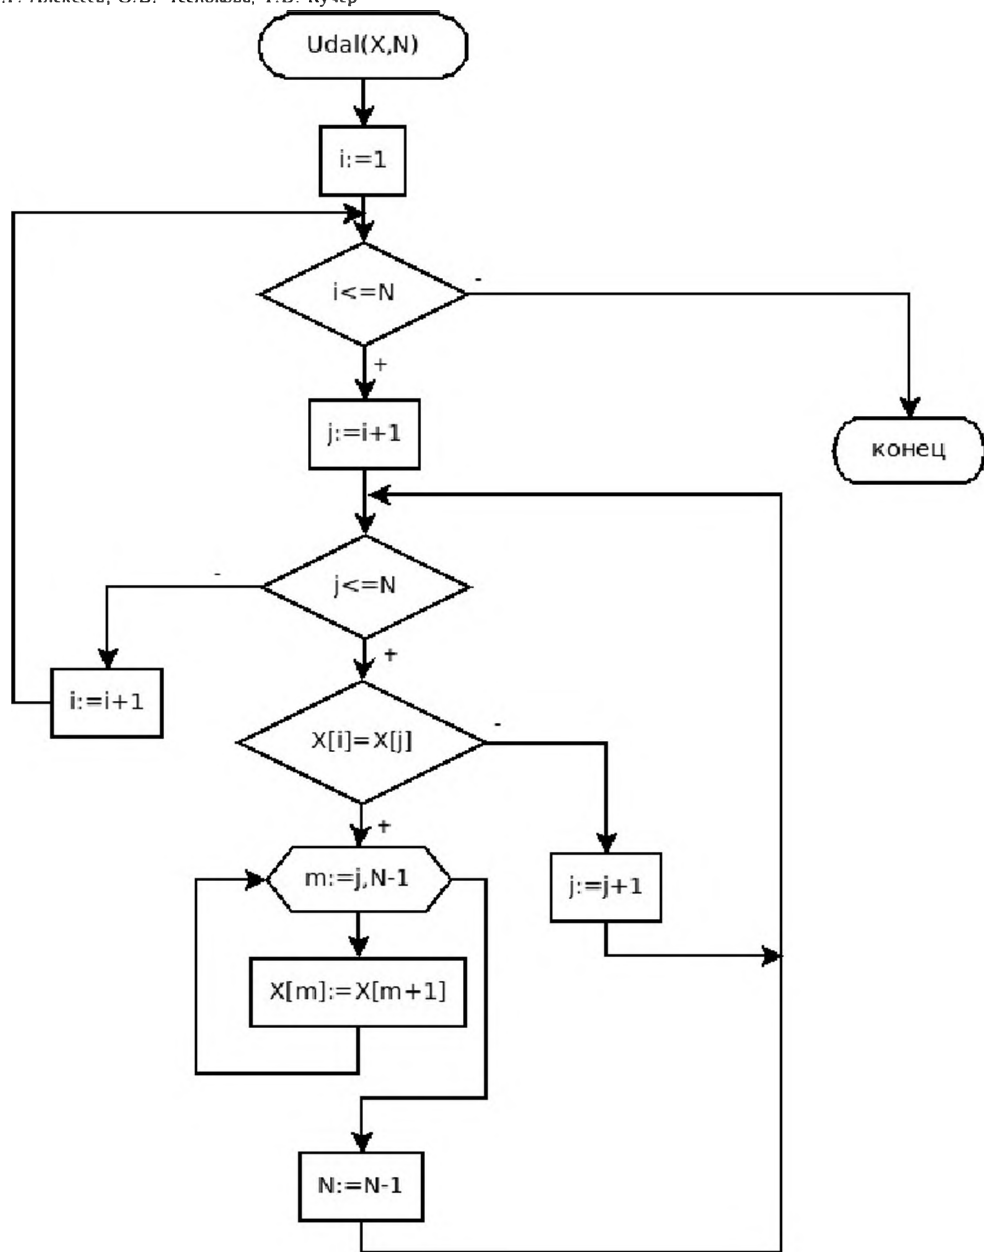 Udal(X,N)
i:=1
i<=N
-
+
j:=i+1
конец
j<=N
-
+
i:=i+1
X[i]=X[j]
-
+
m:=j,N-1
j:=j+1
X[m]:=X[m+1]
N:=N-1